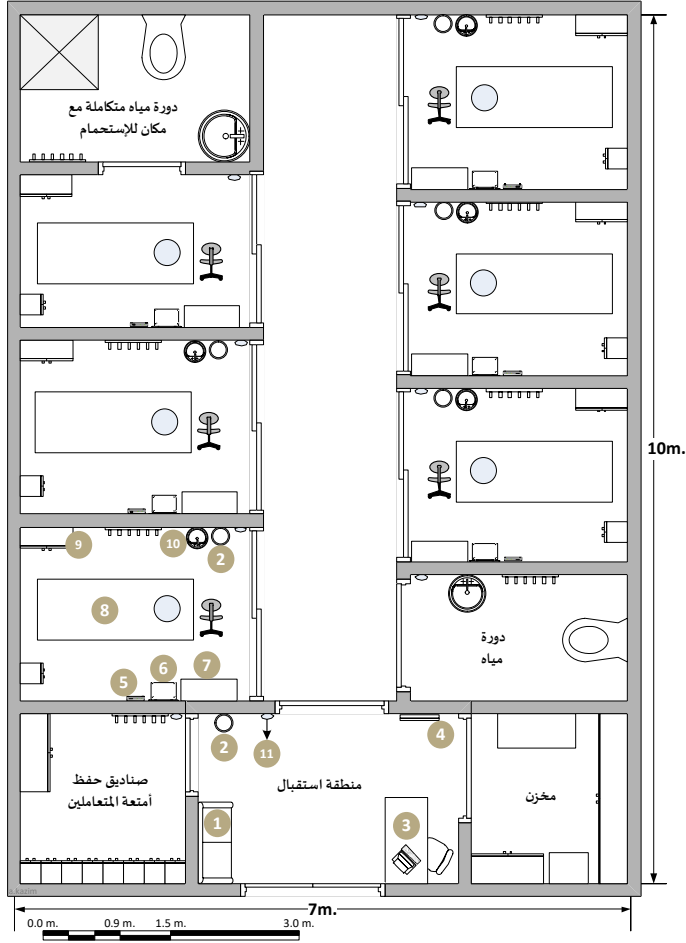 دورة مياه متكاملة مع
مكان للإستحمام
10m.
9
10
2
8
5
6
7
دورة
مياه
2
11
4
صناديق حفظ
أمتعة المتعاملين
منطقة استقبال
مخزن
1
3
a.kazim
7m.
0.0 m.
0.9 m.
1.5 m.
3.0 m.